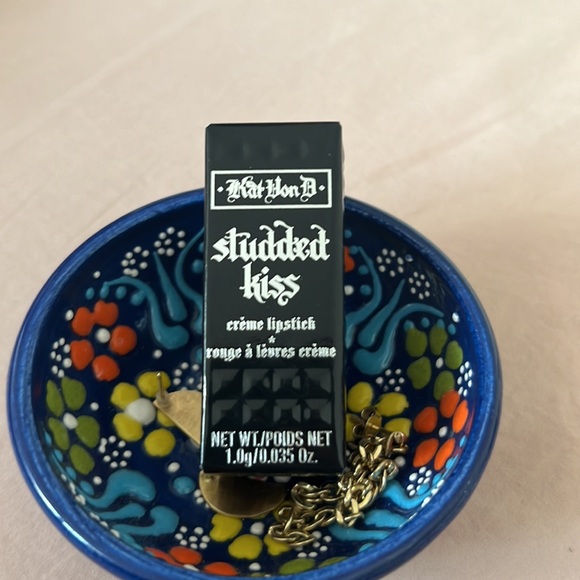 ·Kat Von D·
studded
kiss
crème lipstick
*
rouge à lèvres crème
NET WT./POIDS NET
1.0g/0.035 Oz.